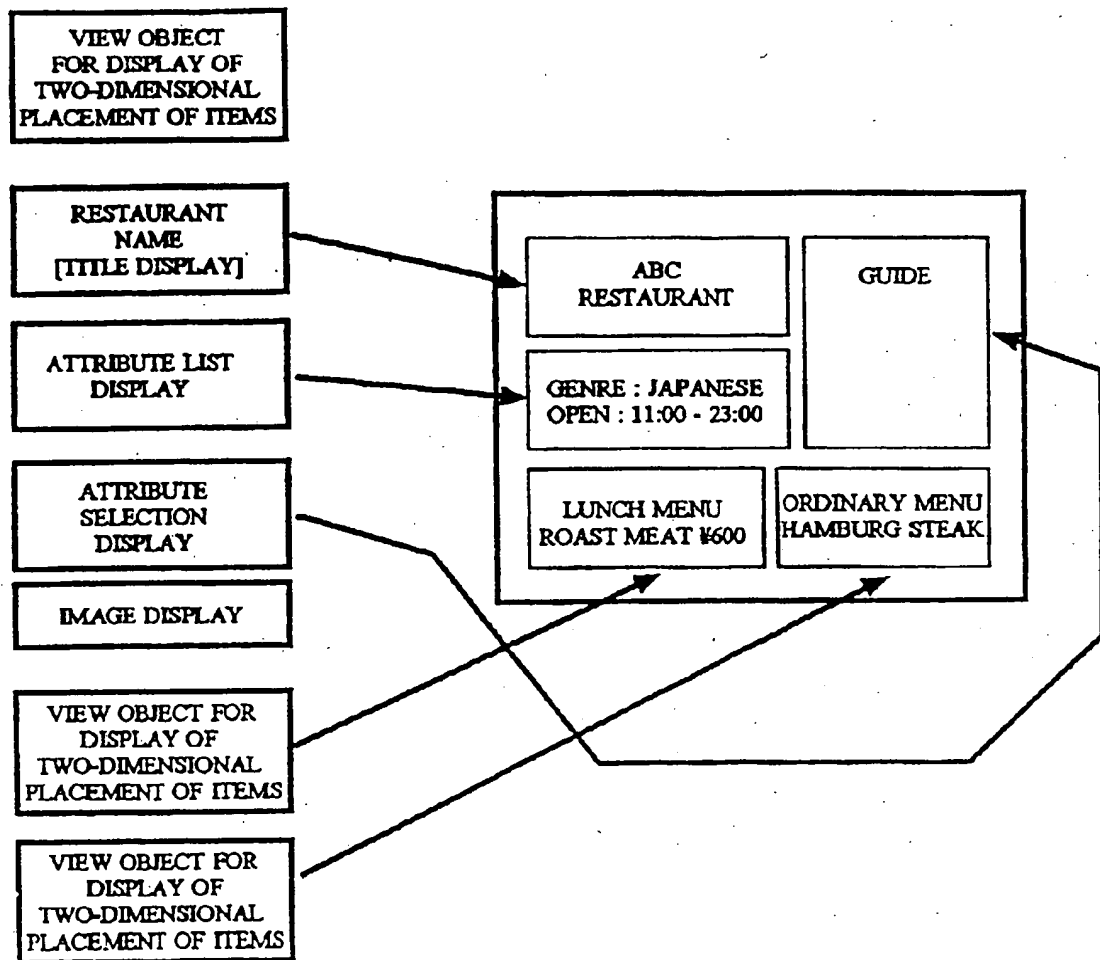 VIEW OBJECT
FOR DISPLAY OF
TWO-DIMENSIONAL
PLACEMENT OF ITEMS
RESTAURANT
NAME
[TITLE DISPLAY]
ATTRIBUTE LIST
DISPLAY
ATTRIBUTE
SELECTION
DISPLAY
IMAGE DISPLAY
VIEW OBJECT FOR
DISPLAY OF
TWO-DIMENSIONAL
PLACEMENT OF ITEMS
VIEW OBJECT FOR
DISPLAY OF
TWO-DIMENSIONAL
PLACEMENT OF ITEMS
ABC
RESTAURANT
GUIDE
GENRE : JAPANESE
OPEN : 11:00 - 23:00
LUNCH MENU
ROAST MEAT ¥600
ORDINARY MENU
HAMBURG STEAK